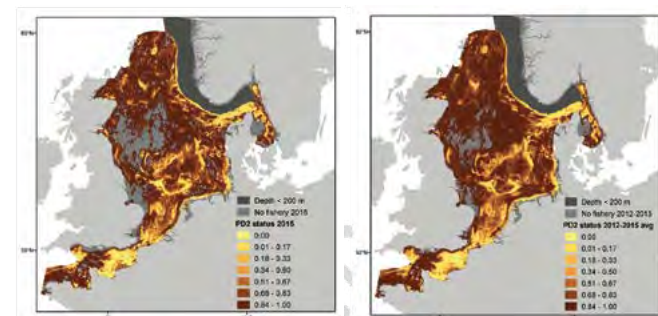 Depth < 200 m
No fishery 2015
PD2 status 2015
0.00
0.01 - 0.17
0.18 - 0.33
0.34 - 0.50
0.51 - 0.67
0.68 - 0.83
0.84 - 1.00
Depth < 200 m
No fishery 2012-2015
PD2 status 2012-2015 avg
0.00
0.01 - 0.17
0.18 - 0.33
0.34 - 0.50
0.51 - 0.67
0.68 - 0.83
0.84 - 1.00